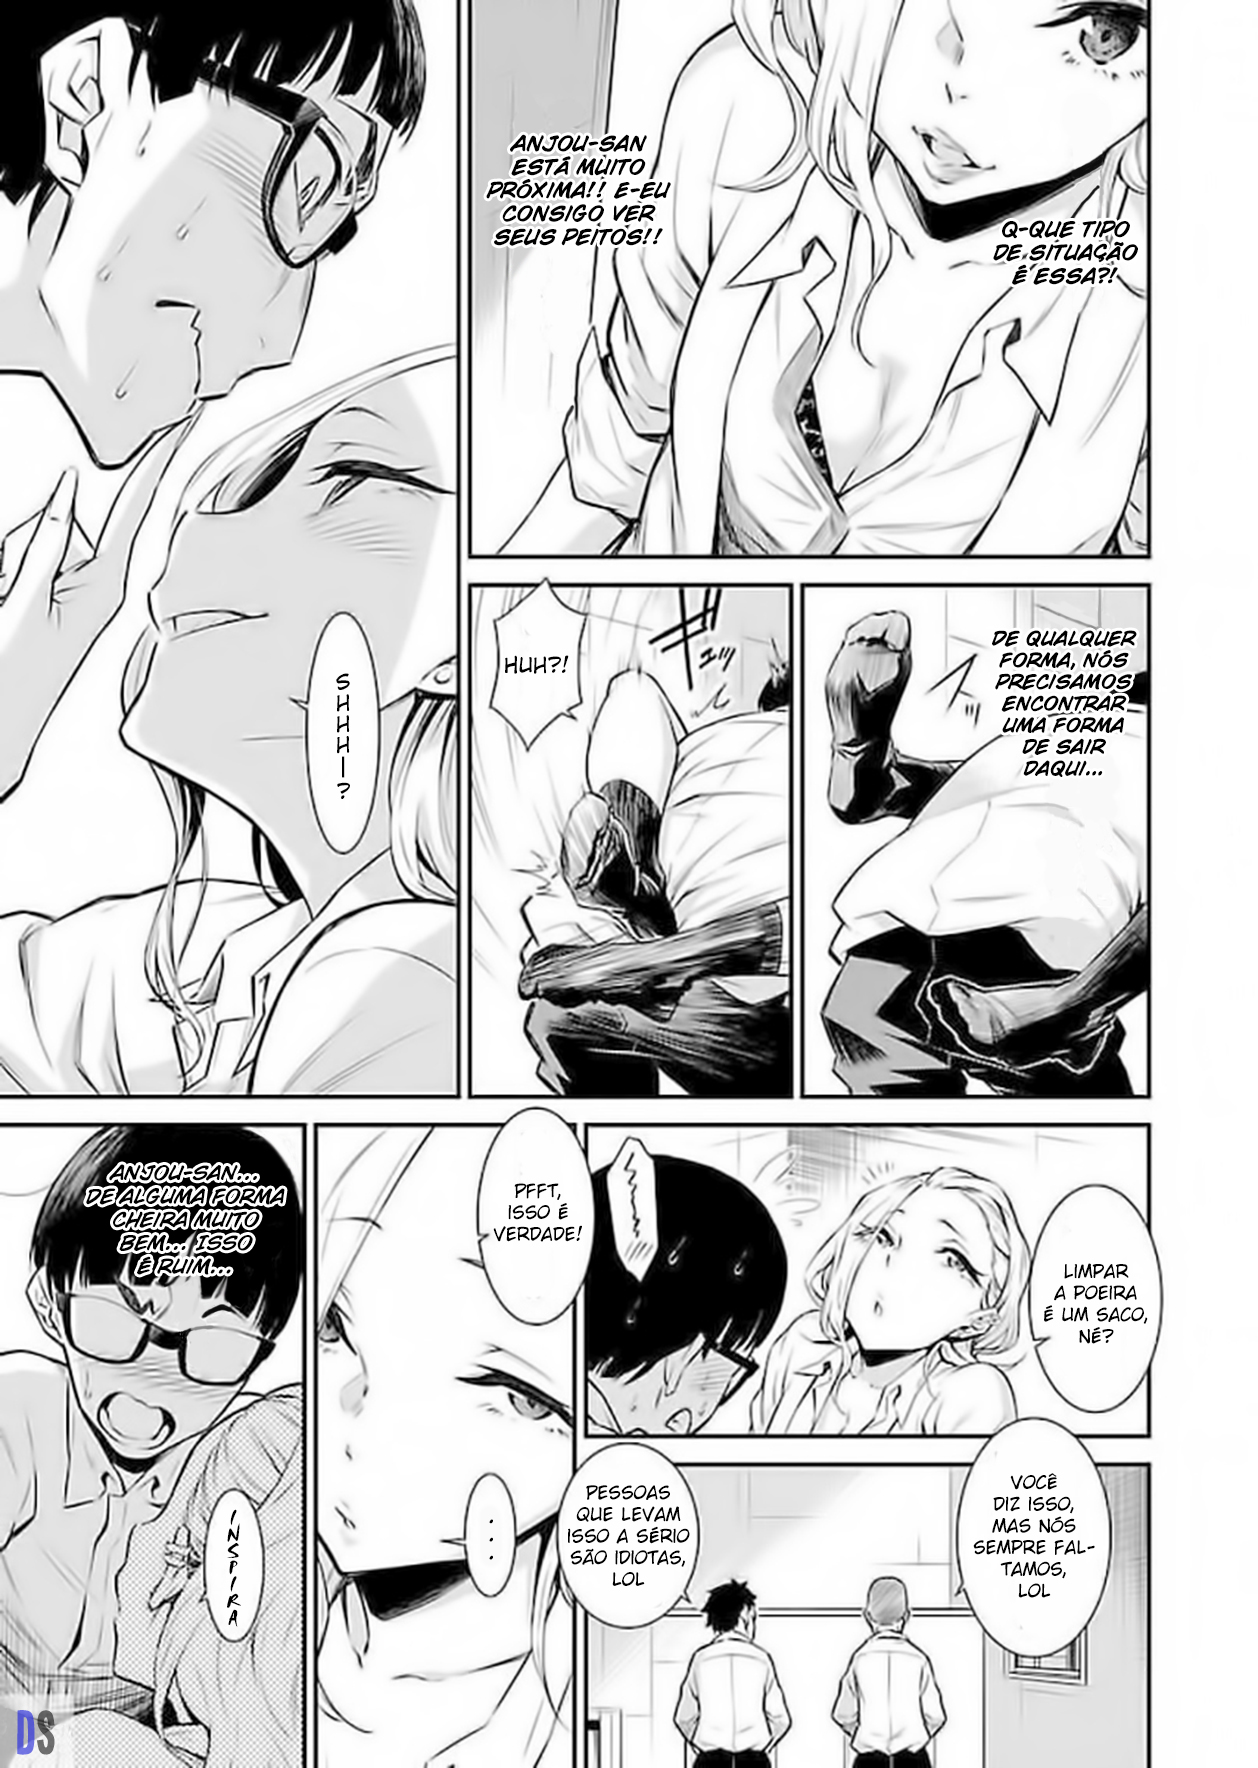 Q-QUE TIPO
DE SITUAÇÃO
É ESSA?!
ANJOU-SAN
ESTÁ MUITO
PRÓXIMA!! E-EU
CONSIGO VER
SEUS PEITOS!!
DE QUALQUER
FORMA, NÓS
PRECISAMOS
ENCONTRAR
UMA FORMA
DE SAIR
DAQUI...
HUH?!
SHHHI?
LIMPAR
A POEIRA
É UM SACO,
NÉ?
VOCÊ
DIZ ISSO,
MAS NÓS
SEMPRE FAL-
TAMOS,
LOL
PESSOAS
QUE LEVAM
ISSO A SÉRIO
SÃO IDIOTAS,
LOL
PFFT,
ISSO É
VERDADE!
...
ANJOU-SAN...
DE ALGUMA FORMA
CHEIRA MUITO
BEM... ISSO
É RUIM...
INSPIRA
DS